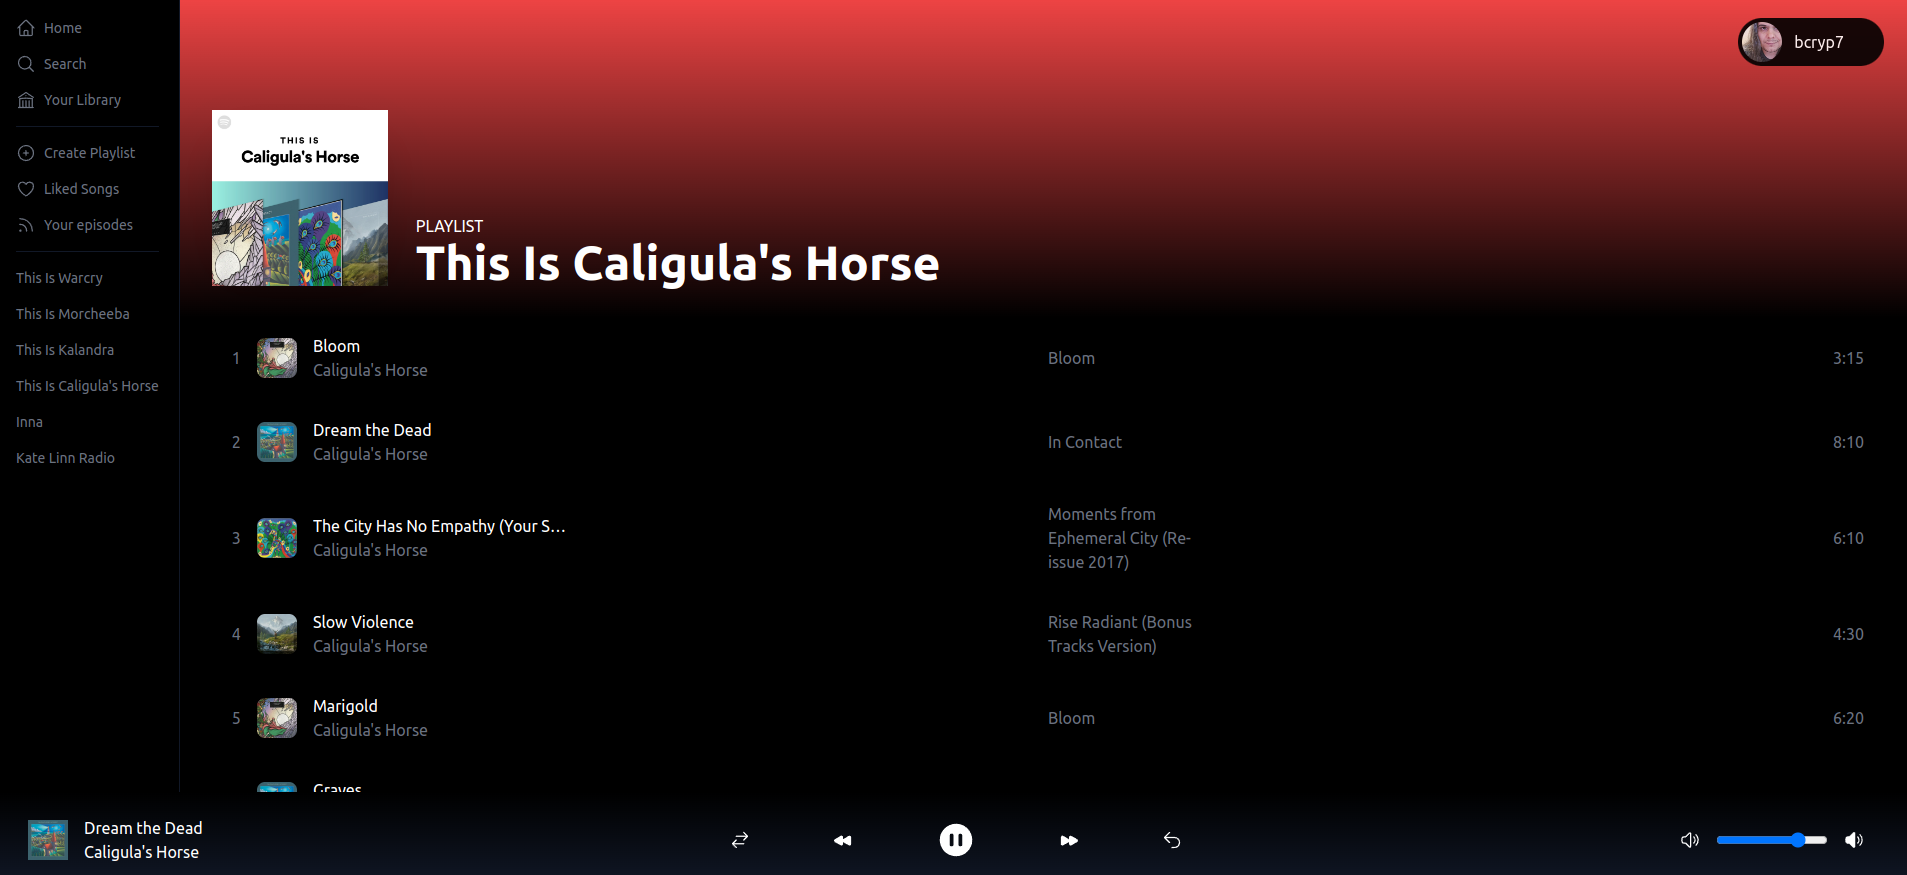 Home
Search
Your Library
Create Playlist
Liked Songs
Your episodes
This Is Warcry
This Is Morcheeba
This Is Kalandra
This Is Caligula's Horse
Inna
Kate Linn Radio
bcryp7
THIS IS
Caligula's Horse
PLAYLIST
This Is Caligula's Horse
1
Bloom
Caligula's Horse
Bloom
3:15
2
Dream the Dead
Caligula's Horse
In Contact
8:10
3
The City Has No Empathy (Your S...
Caligula's Horse
Moments from
Ephemeral City (Re-
issue 2017)
6:10
4
Slow Violence
Caligula's Horse
Rise Radiant (Bonus
Tracks Version)
4:30
5
Marigold
Caligula's Horse
Bloom
6:20
Graves
Dream the Dead
Caligula's Horse